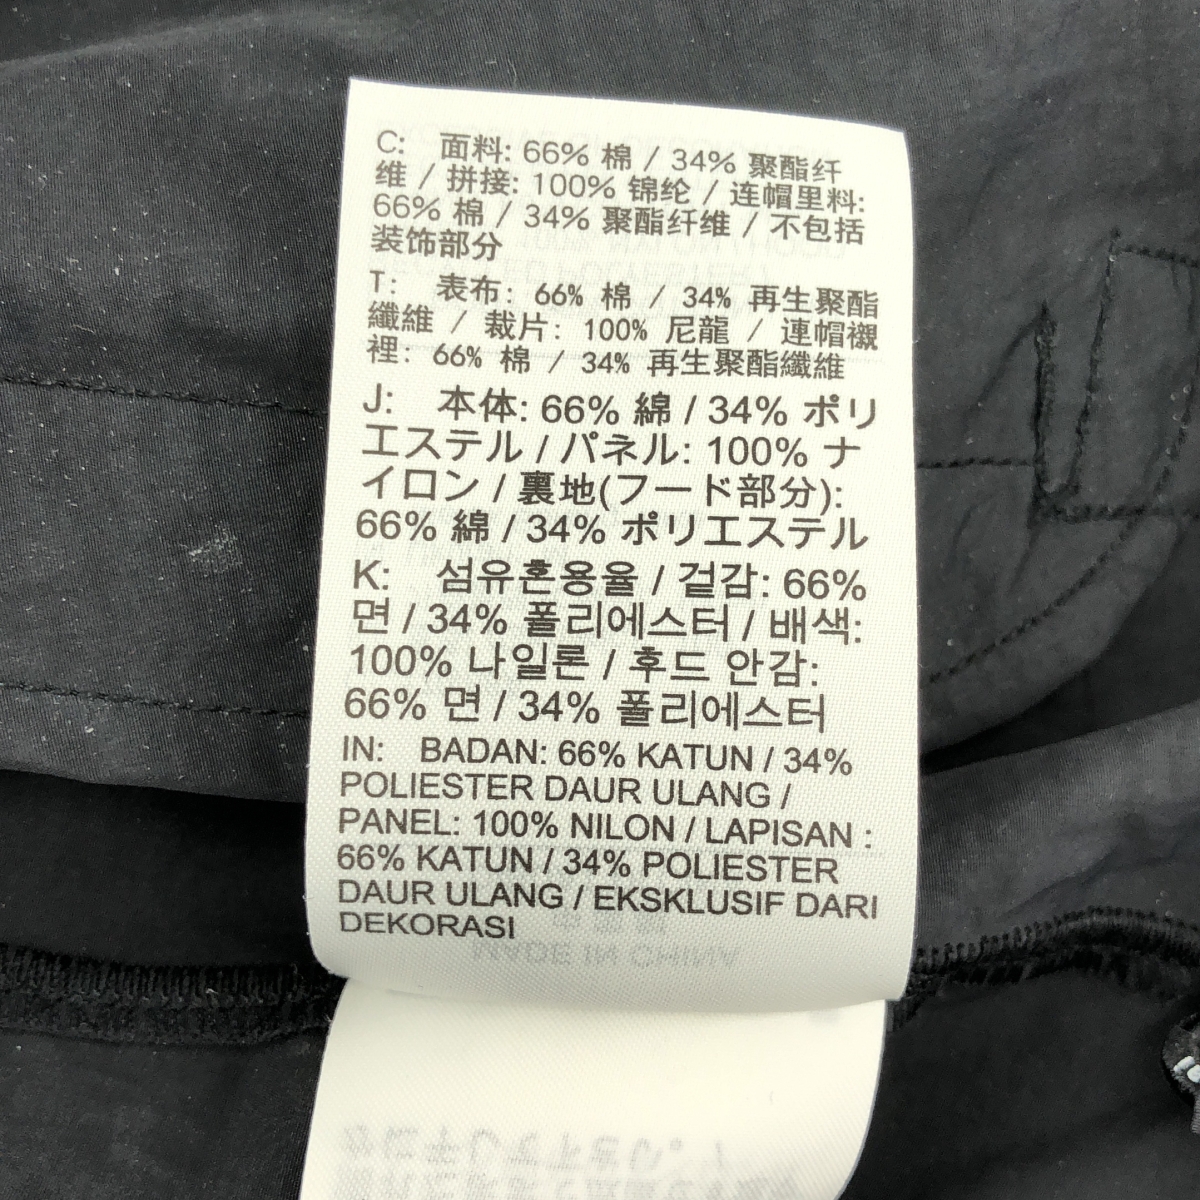 C: 面料: 66% 棉 / 34% 聚酯纤
维 / 拼接: 100% 锦纶 / 连帽里料:
66% 棉 / 34% 聚酯纤维 / 不包括
装饰部分
T: 表布: 66% 棉 / 34% 再生聚酯
纖維 / 裁片: 100% 尼龍 / 連帽襯
裡: 66% 棉 / 34% 再生聚酯纖維
J: 本体: 66% 綿 / 34% ポリ
エステル / パネル: 100% ナ
イロン / 裏地(フード部分):
66% 綿 / 34% ポリエステル
K: 섬유혼용율 / 겉감: 66%
면 / 34% 폴리에스터 / 배색:
100% 나일론 / 후드 안감:
66% 면 / 34% 폴리에스터
IN: BADAN: 66% KATUN / 34%
POLIESTER DAUR ULANG /
PANEL: 100% NILON / LAPISAN :
66% KATUN / 34% POLIESTER
DAUR ULANG / EKSKLUSIF DARI
DEKORASI
MADE IN CHINA